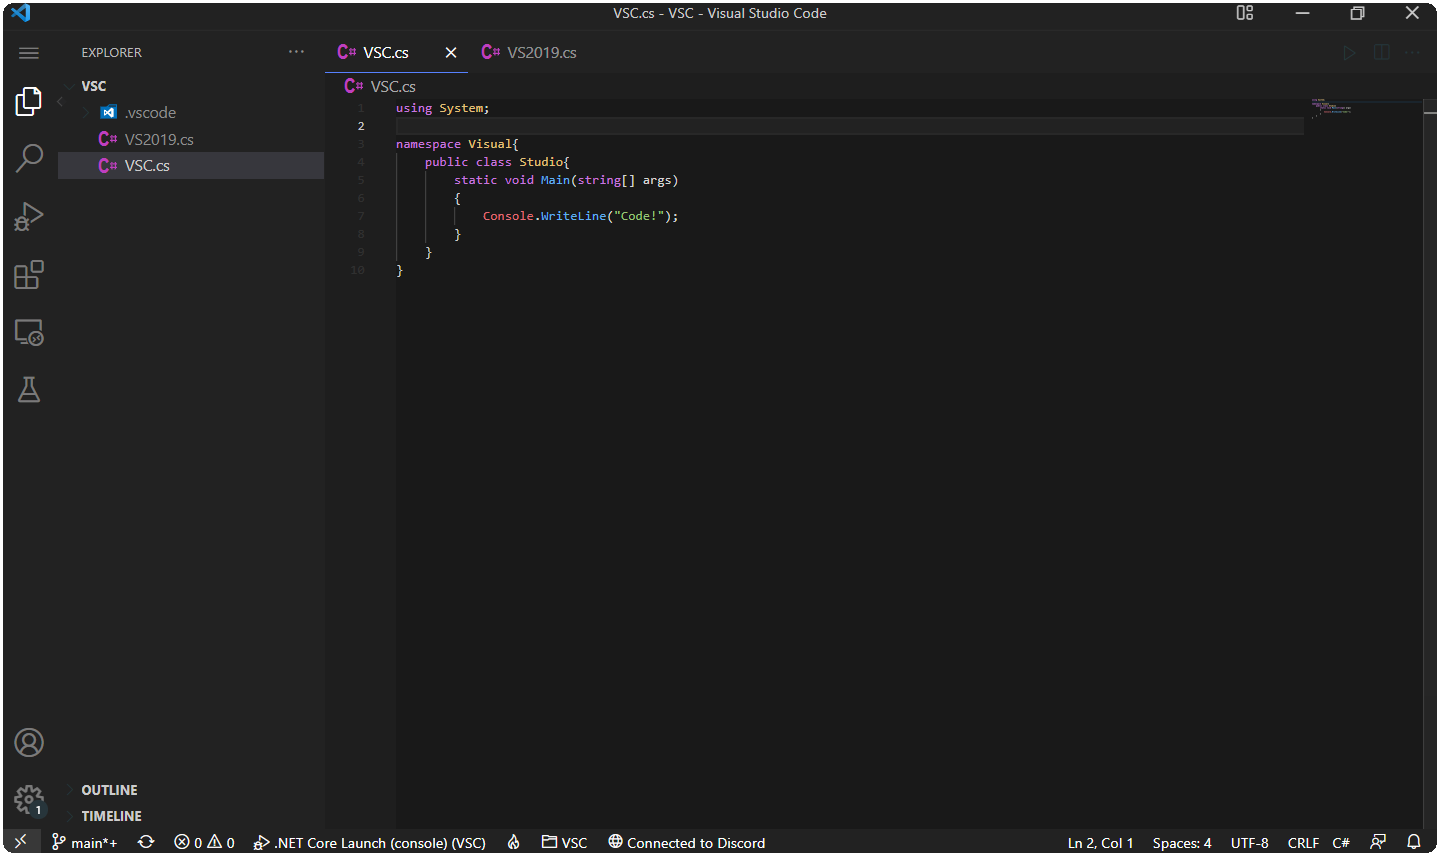 VSC.cs - VSC - Visual Studio Code
EXPLORER
VSC
.vscode
C# VS2019.cs
C# VSC.cs
OUTLINE
TIMELINE
C# VSC.cs
C# VS2019.cs
C# VSC.cs
1 using System;
2
3 namespace Visual{
4     public class Studio{
5         static void Main(string[] args)
6         {
7             Console.WriteLine("Code!");
8         }
9     }
10 }
1
main*+
0 0
.NET Core Launch (console) (VSC)
VSC
Connected to Discord
Ln 2, Col 1
Spaces: 4
UTF-8
CRLF
C#